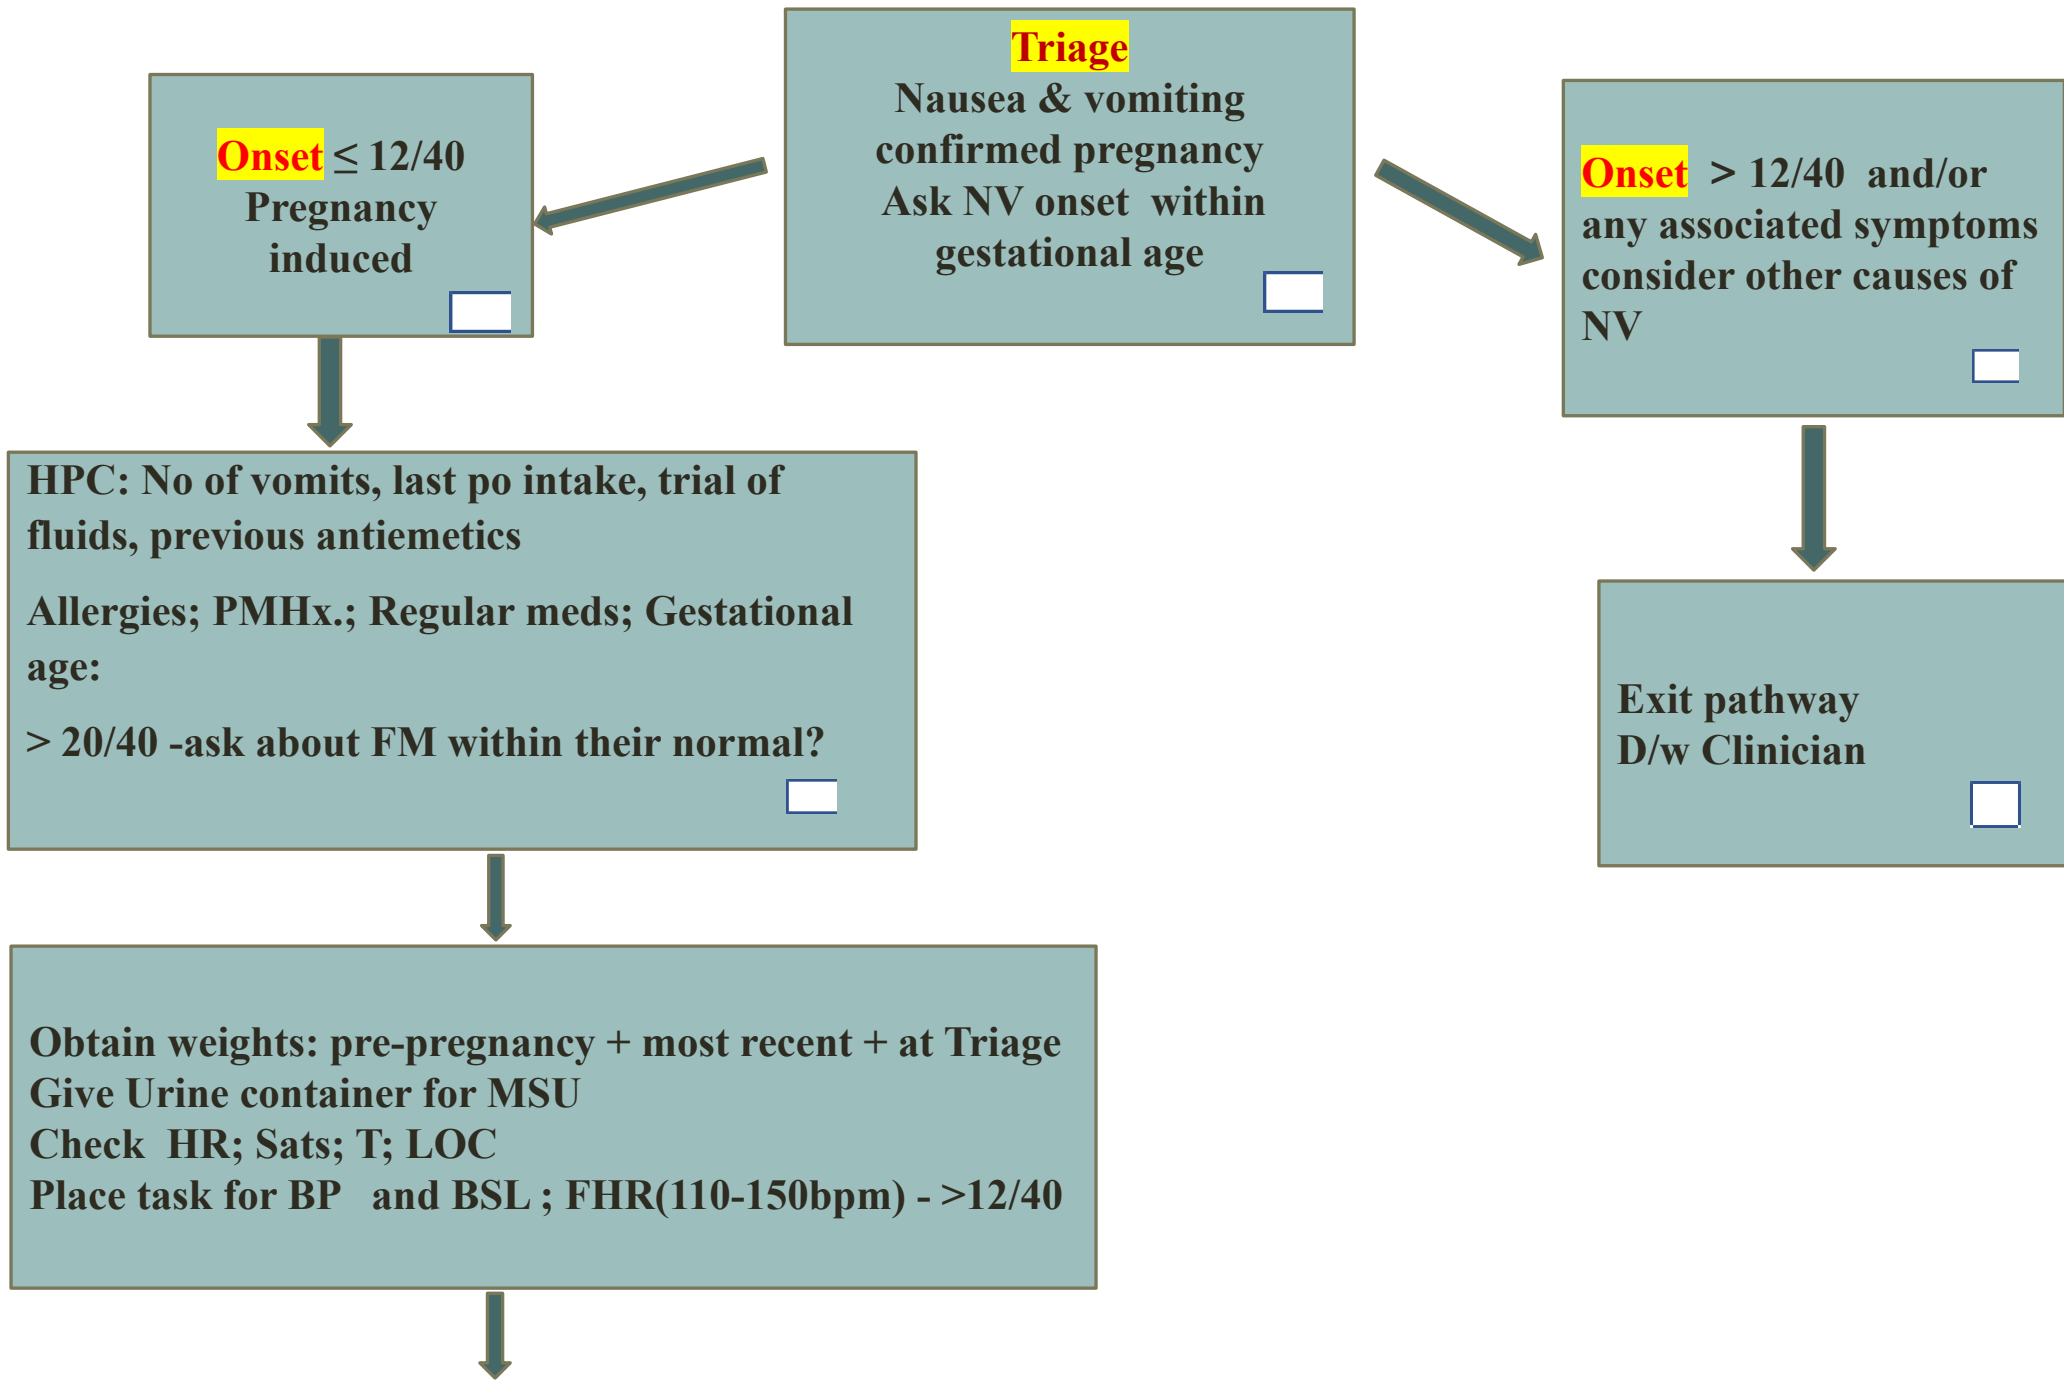 Triage
Nausea & vomiting
confirmed pregnancy
Ask NV onset within
gestational age
Onset ≤ 12/40
Pregnancy
induced
Onset > 12/40 and/or
any associated symptoms
consider other causes of
NV
HPC: No of vomits, last po intake, trial of
fluids, previous antiemetics
Allergies; PMHx.; Regular meds; Gestational
age:
> 20/40 -ask about FM within their normal?
Exit pathway
D/w Clinician
Obtain weights: pre-pregnancy + most recent + at Triage
Give Urine container for MSU
Check HR; Sats; T; LOC
Place task for BP and BSL ; FHR(110-150bpm) - >12/40